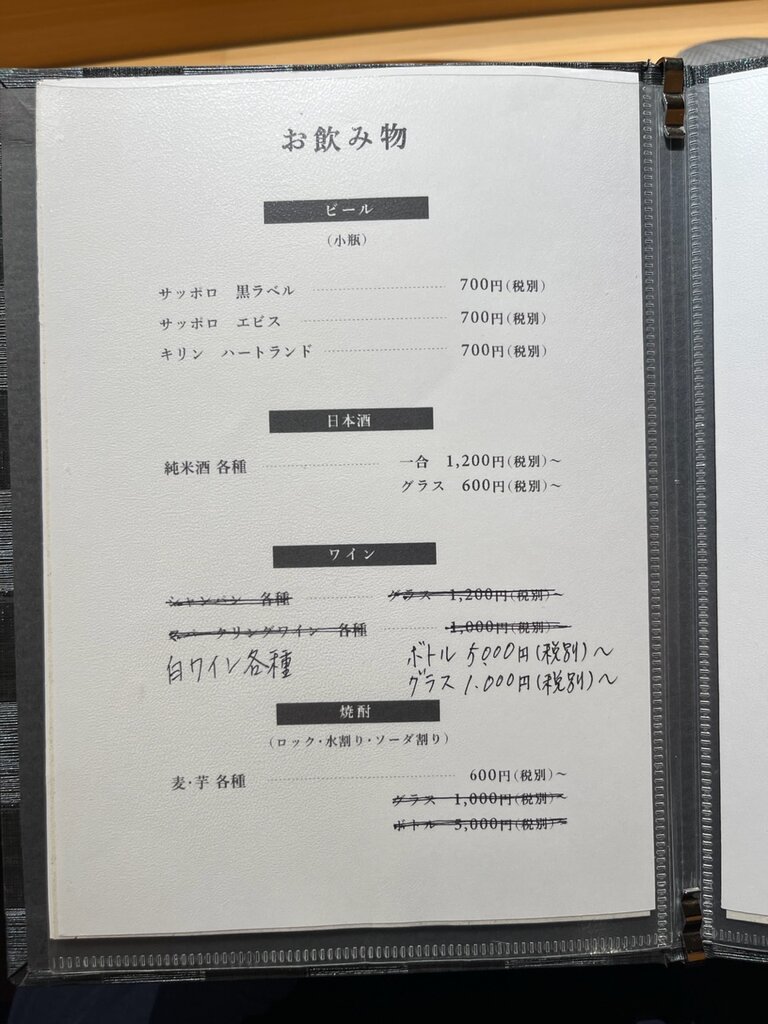 お飲み物
ビール
（小瓶）
サッポロ　黒ラベル 700円（税別）
サッポロ　エビス 700円（税別）
キリン　ハートランド 700円（税別）
日本酒
純米酒 各種 一合　1,200円（税別）～
グラス　600円（税別）～
ワイン
シャンパン　各種 グラス　1,200円（税別）～
スパークリングワイン　各種 1,000円（税別）～
白ワイン各種 ボトル 5,000円（税別）～
グラス 1,000円（税別）～
焼酎
（ロック・水割り・ソーダ割り）
麦・芋 各種 600円（税別）～
グラス　1,000円（税別）～
ボトル　5,000円（税別）～